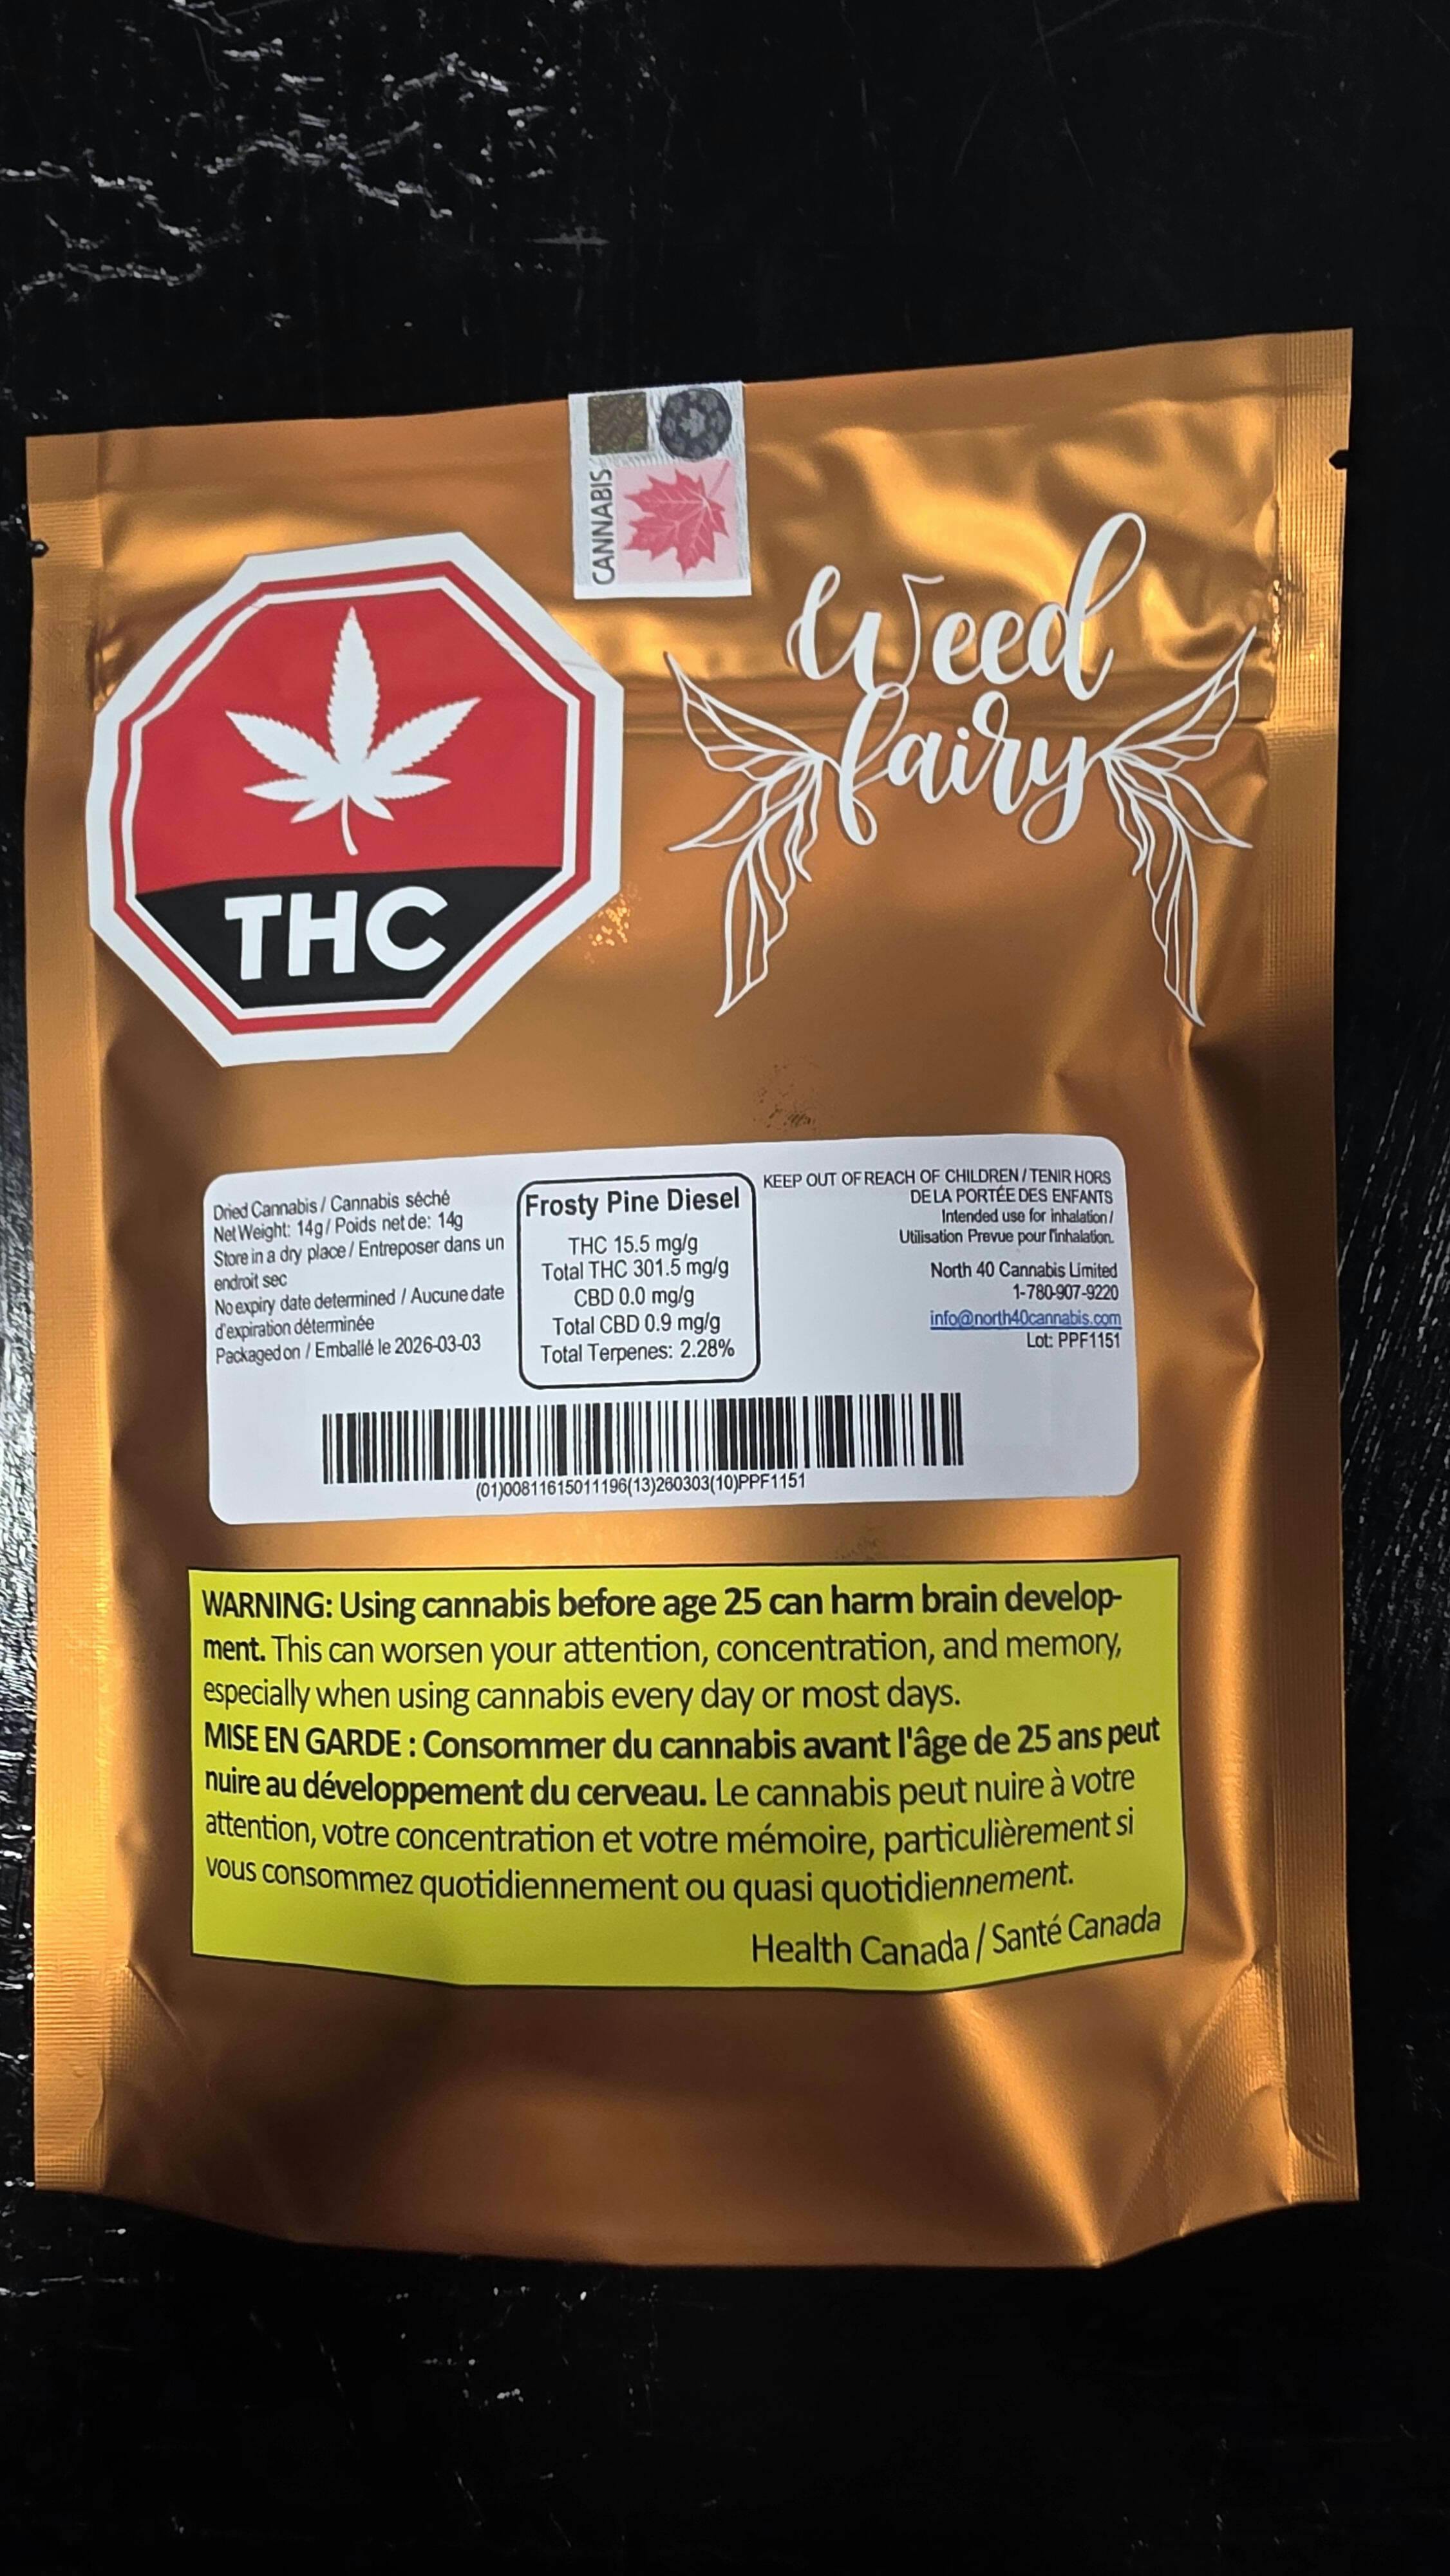 CANNABIS
Weed
fairy
THC
Dried Cannabis / Cannabis séché
Net Weight: 14g / Poids net de: 14g
Store in a dry place / Entreposer dans un
endroit sec
No expiry date determined / Aucune date
d'expiration déterminée
Packaged on / Emballé le 2026-03-03
Frosty Pine Diesel
THC 15.5 mg/g
Total THC 301.5 mg/g
CBD 0.0 mg/g
Total CBD 0.9 mg/g
Total Terpenes: 2.28%
KEEP OUT OF REACH OF CHILDREN / TENIR HORS
DE LA PORTÉE DES ENFANTS
Intended use for inhalation /
Utilisation Prevue pour l'inhalation.
North 40 Cannabis Limited
1-780-907-9220
info@north40cannabis.com
Lot: PPF1151
(01)00811615011196(13)260303(10)PPF1151
WARNING: Using cannabis before age 25 can harm brain develop-
ment. This can worsen your attention, concentration, and memory,
especially when using cannabis every day or most days.
MISE EN GARDE : Consommer du cannabis avant l'âge de 25 ans peut
nuire au développement du cerveau. Le cannabis peut nuire à votre
attention, votre concentration et votre mémoire, particulièrement si
vous consommez quotidiennement ou quasi quotidiennement.
Health Canada / Santé Canada